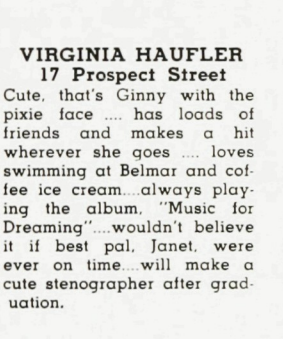 VIRGINIA HAUFLER
17 Prospect Street
Cute, that's Ginny with the
pixie face .... has loads of
friends and makes a hit
wherever she goes .... loves
swimming at Belmar and cof-
fee ice cream....always play-
ing the album, "Music for
Dreaming"....wouldn't believe
it if best pal, Janet, were
ever on time....will make a
cute stenographer after grad-
uation.